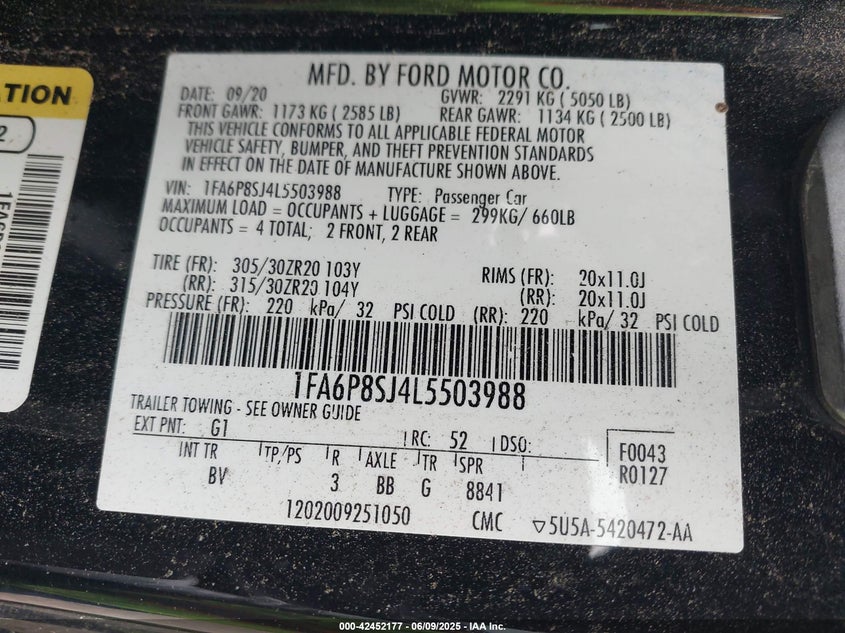 ATION
2
MFD. BY FORD MOTOR CO.
DATE: 09/20 GVWR: 2291 KG ( 5050 LB)
FRONT GAWR: 1173 KG ( 2585 LB) REAR GAWR: 1134 KG ( 2500 LB)
THIS VEHICLE CONFORMS TO ALL APPLICABLE FEDERAL MOTOR
VEHICLE SAFETY, BUMPER, AND THEFT PREVENTION STANDARDS
IN EFFECT ON THE DATE OF MANUFACTURE SHOWN ABOVE.
VIN: 1FA6P8SJ4L5503988 TYPE: Passenger Car
MAXIMUM LOAD = OCCUPANTS + LUGGAGE = 299KG/ 660LB
OCCUPANTS = 4 TOTAL; 2 FRONT, 2 REAR
TIRE (FR): 305/30ZR20 103Y RIMS (FR): 20x11.0J
(RR): 315/30ZR20 104Y (RR): 20x11.0J
PRESSURE (FR): 220 kPa/ 32 PSI COLD (RR): 220 kPa/ 32 PSI COLD
1FA6P8SJ4L5503988
TRAILER TOWING - SEE OWNER GUIDE
EXT PNT: G1 RC: 52 DSO: F0043
INT TR TP/PS R AXLE TR SPR R0127
BV 3 BB G 8841
1202009251050 CMC ▽5U5A-5420472-AA
000-42452177 - 06/09/2025 - IAA Inc.